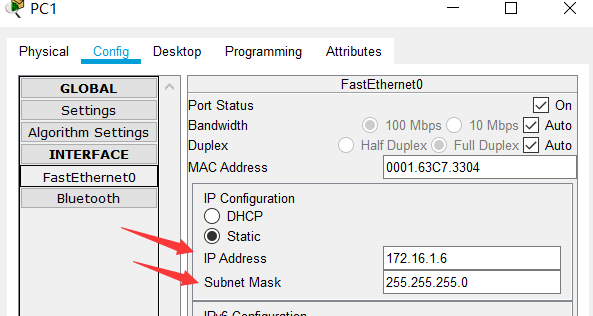 PC1
Physical Config Desktop Programming Attributes
GLOBAL
Settings
Algorithm Settings
INTERFACE
FastEthernet0
Bluetooth
FastEthernet0
Port Status On
Bandwidth 100 Mbps 10 Mbps Auto
Duplex Half Duplex Full Duplex Auto
MAC Address 0001.63C7.3304
IP Configuration
DHCP
Static
IP Address 172.16.1.6
Subnet Mask 255.255.255.0
IPv6 Configuration